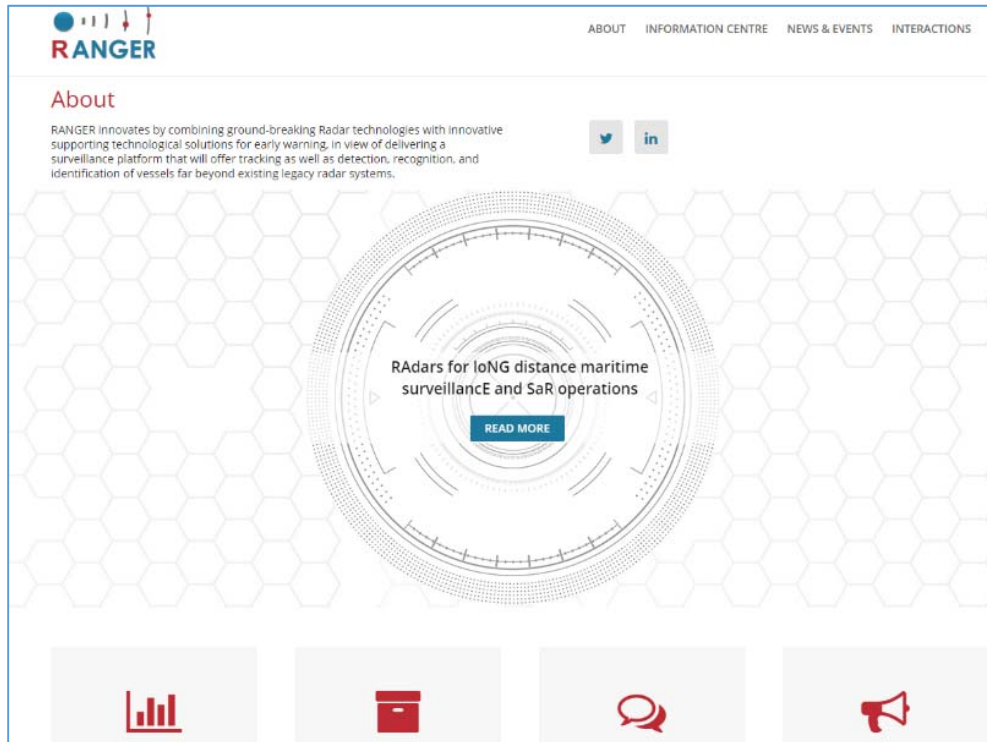 RANGER
ABOUT INFORMATION CENTRE NEWS & EVENTS INTERACTIONS
About
RANGER innovates by combining ground-breaking Radar technologies with innovative
supporting technological solutions for early warning, in view of delivering a
surveillance platform that will offer tracking as well as detection, recognition, and
identification of vessels far beyond existing legacy radar systems.
in
RAdars for loNG distance maritime
surveillancE and SaR operations
READ MORE